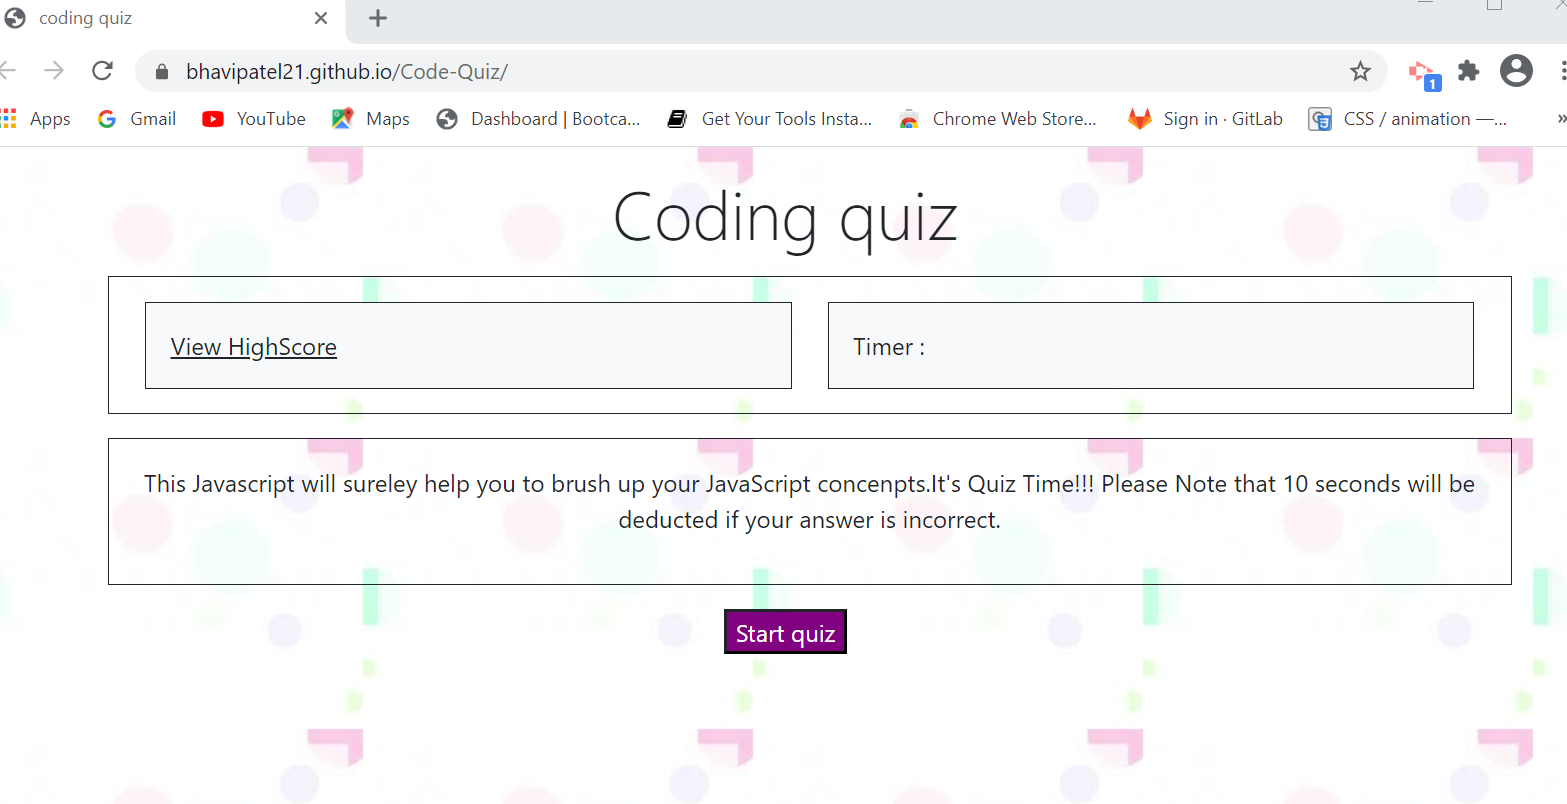 coding quiz
bhavipatel21.github.io/Code-Quiz/
1
Apps Gmail YouTube Maps Dashboard | Bootca... Get Your Tools Insta... Chrome Web Store... Sign in · GitLab CSS / animation —... »
Coding quiz
View HighScore Timer :
This Javascript will sureley help you to brush up your JavaScript concenpts.It's Quiz Time!!! Please Note that 10 seconds will be
deducted if your answer is incorrect.
Start quiz